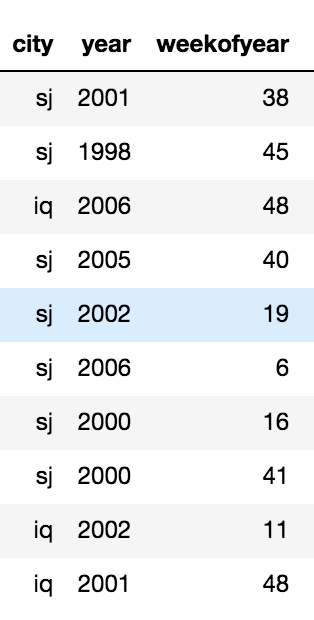 city year weekofyear
sj 2001 38
sj 1998 45
iq 2006 48
sj 2005 40
sj 2002 19
sj 2006 6
sj 2000 16
sj 2000 41
iq 2002 11
iq 2001 48